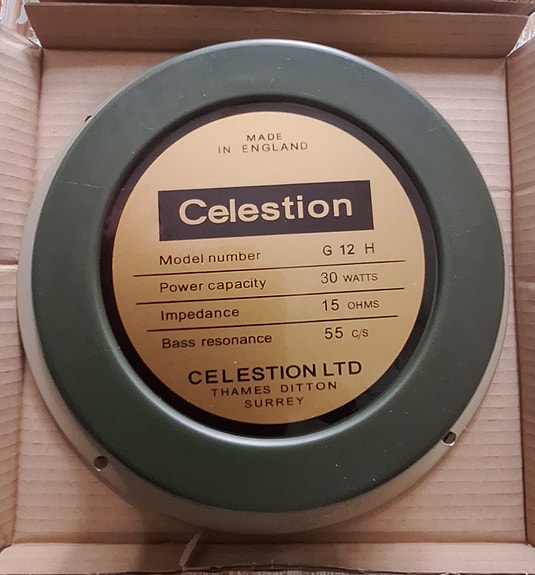 MADE
IN ENGLAND
Celestion
Model number G 12 H
Power capacity 30 WATTS
Impedance 15 OHMS
Bass resonance 55 C/S
CELESTION LTD
THAMES DITTON
SURREY